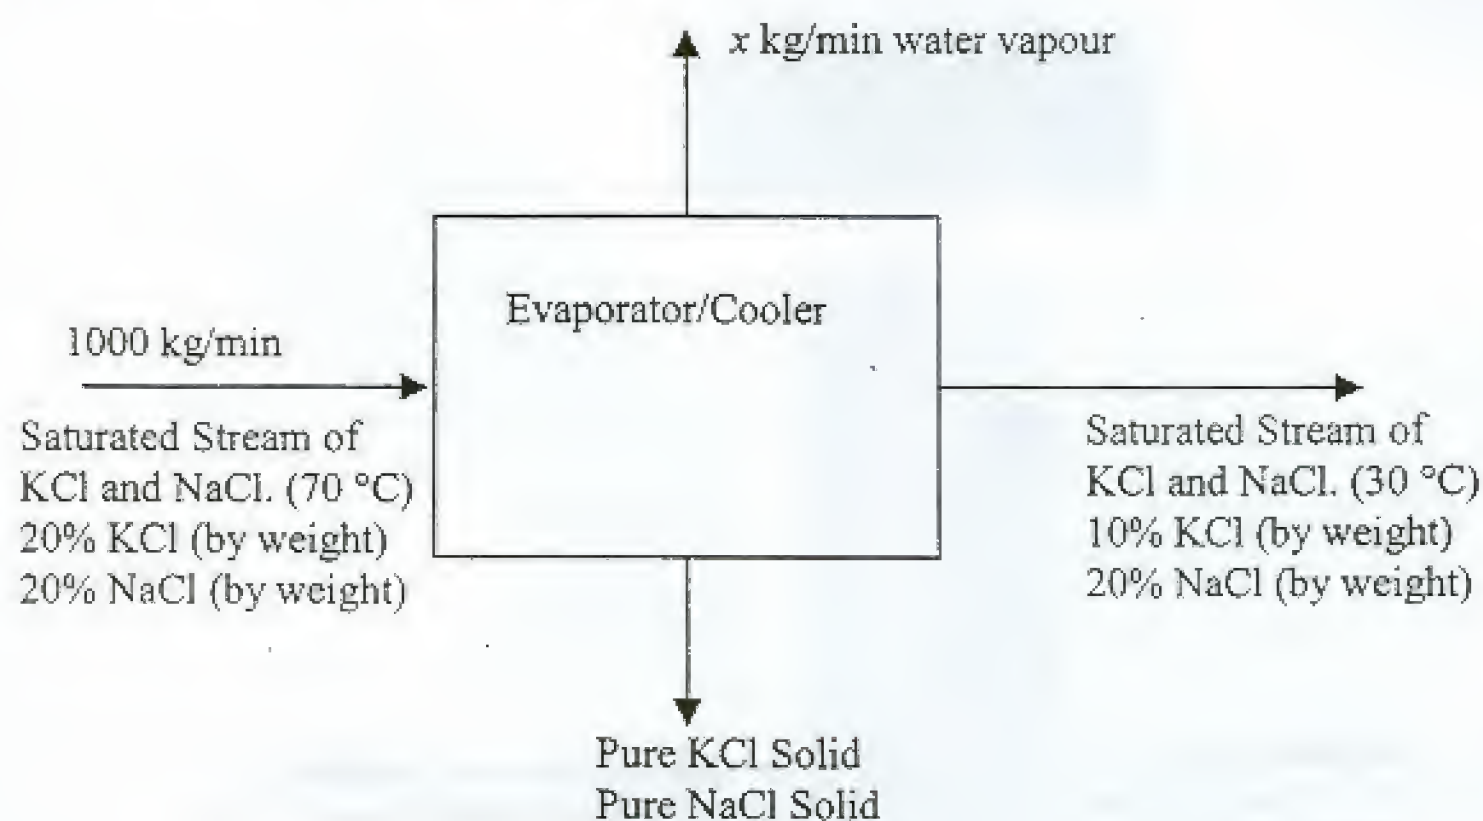 x kg/min water vapour
Evaporator/Cooler
1000 kg/min
Saturated Stream of
KCl and NaCl. (70 °C)
20% KCl (by weight)
20% NaCl (by weight)
Saturated Stream of
KCl and NaCl. (30 °C)
10% KCl (by weight)
20% NaCl (by weight)
Pure KCl Solid
Pure NaCl Solid